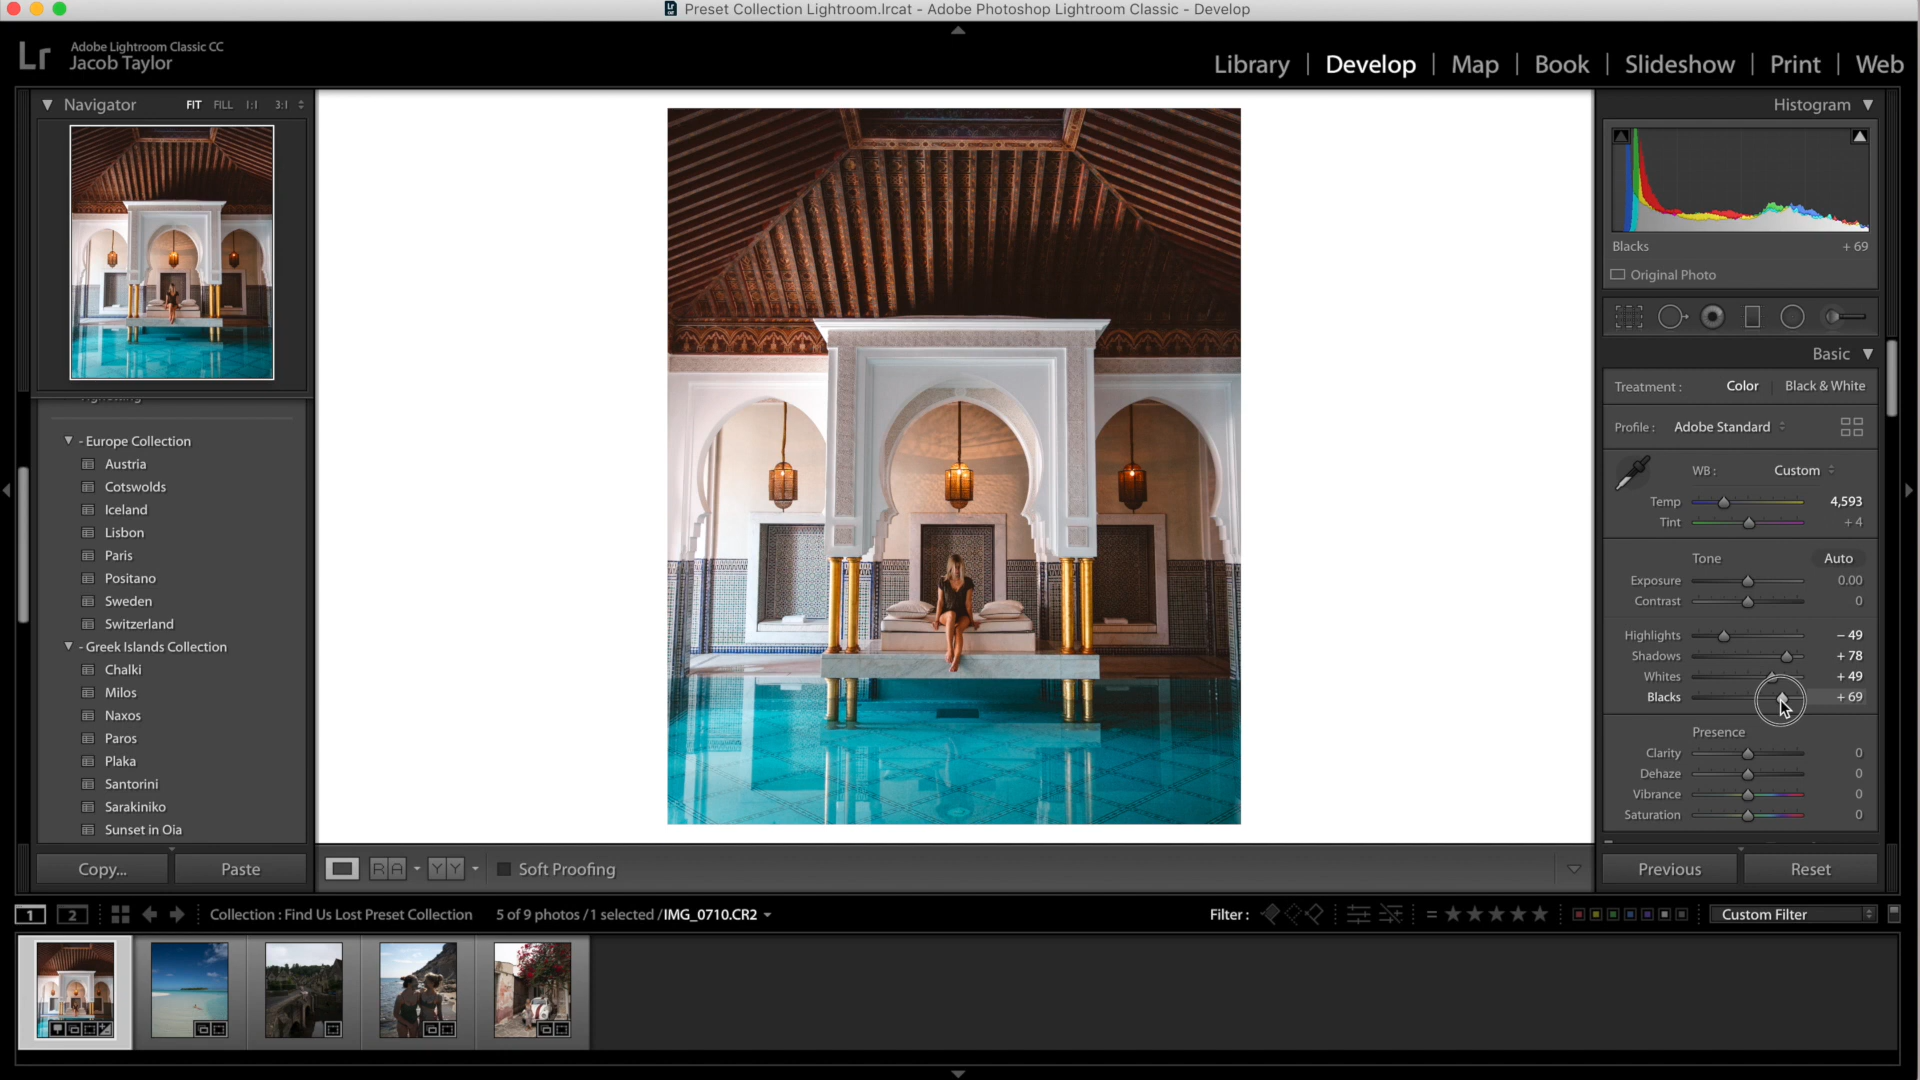 Preset Collection Lightroom.lrcat - Adobe Photoshop Lightroom Classic - Develop
Lr
Adobe Lightroom Classic CC
Jacob Taylor
Library | Develop | Map | Book | Slideshow | Print | Web
Navigator FIT FILL 1:1 3:1
- Europe Collection
Austria
Cotswolds
Iceland
Lisbon
Paris
Positano
Sweden
Switzerland
- Greek Islands Collection
Chalki
Milos
Naxos
Paros
Plaka
Santorini
Sarakiniko
Sunset in Oia
Copy... Paste
RA YY Soft Proofing
Histogram
Blacks + 69
Original Photo
Basic
Treatment : Color Black & White
Profile : Adobe Standard
WB : Custom
Temp 4,593
Tint + 4
Tone Auto
Exposure 0.00
Contrast 0
Highlights − 49
Shadows + 78
Whites + 49
Blacks + 69
Presence
Clarity 0
Dehaze 0
Vibrance 0
Saturation 0
Previous Reset
1 2 Collection : Find Us Lost Preset Collection 5 of 9 photos / 1 selected / IMG_0710.CR2 Filter : Custom Filter